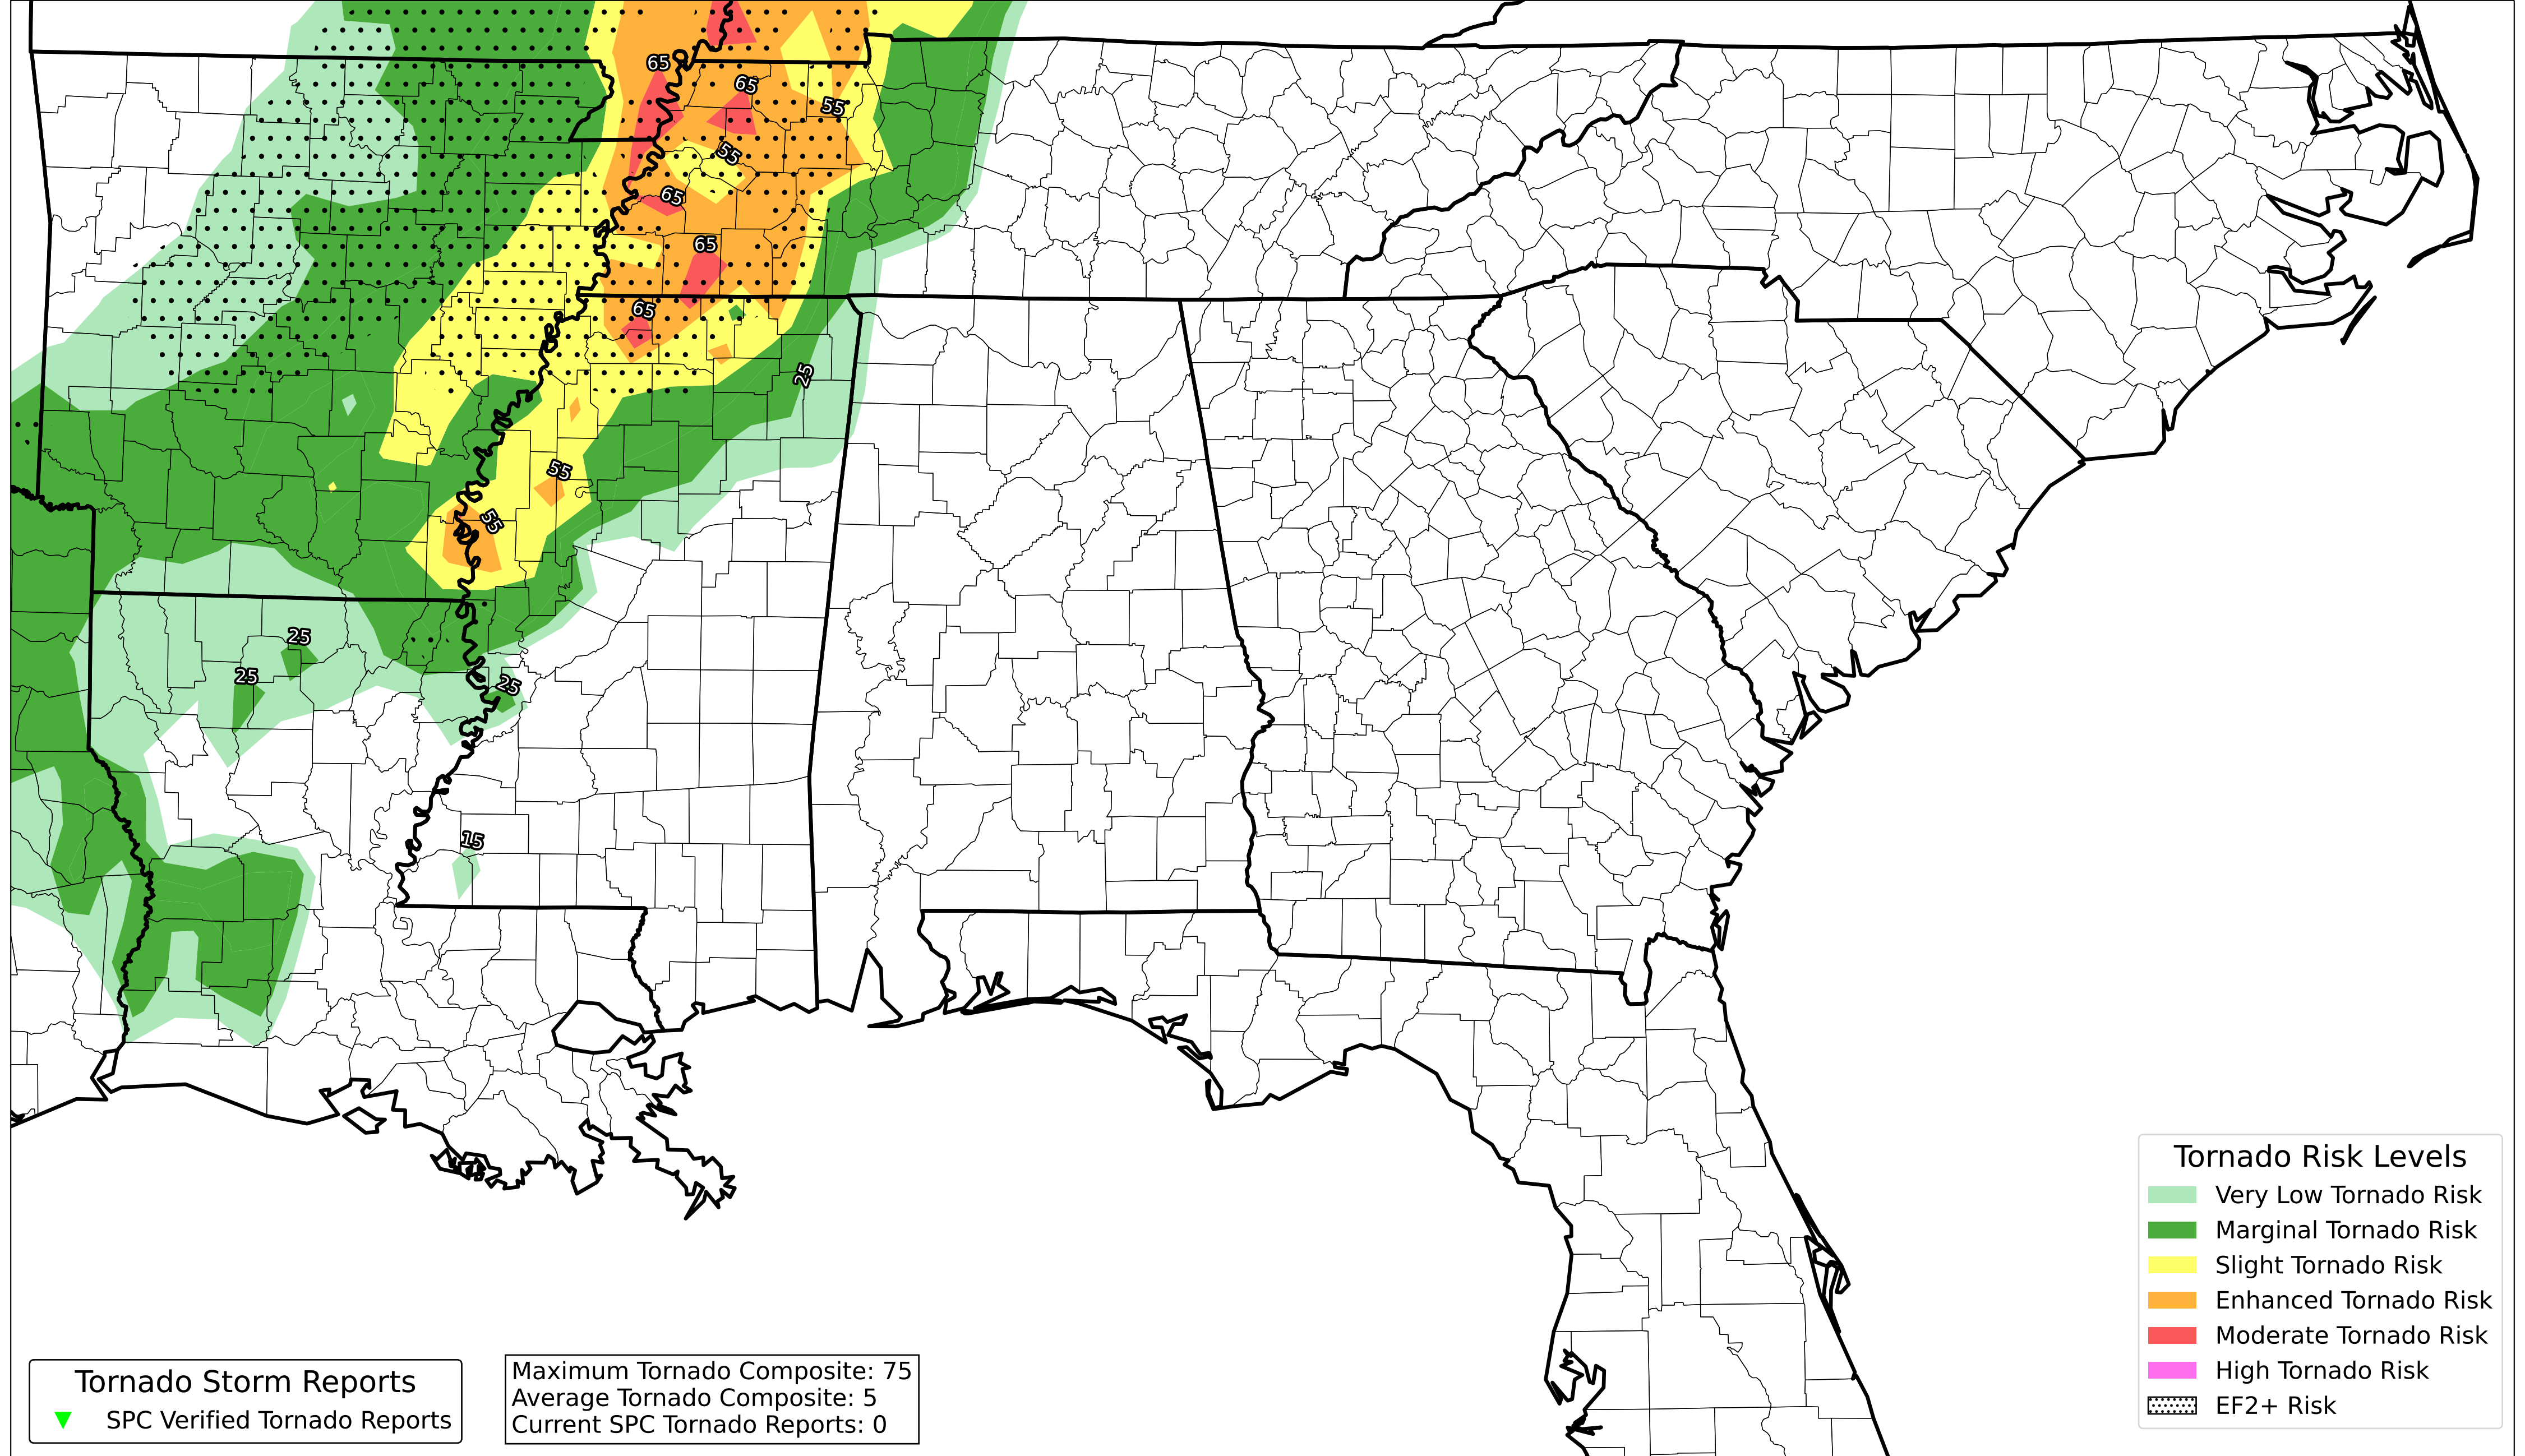 65
65
55
55
65
65
65
25
55
55
25
25
25
15
Tornado Risk Levels
Very Low Tornado Risk
Marginal Tornado Risk
Slight Tornado Risk
Enhanced Tornado Risk
Moderate Tornado Risk
High Tornado Risk
EF2+ Risk
Tornado Storm Reports
SPC Verified Tornado Reports
Maximum Tornado Composite: 75
Average Tornado Composite: 5
Current SPC Tornado Reports: 0